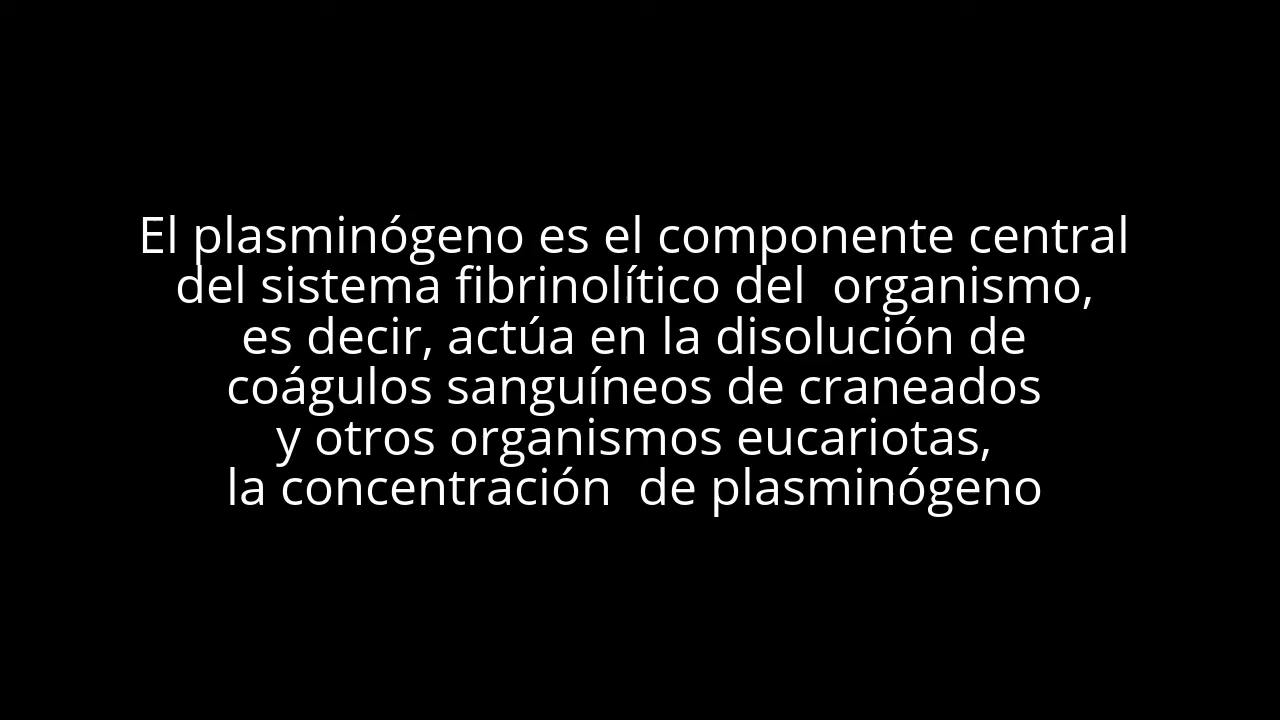 El plasminógeno es el componente central
del sistema fibrinolítico del  organismo,
es decir, actúa en la disolución de
coágulos sanguíneos de craneados
y otros organismos eucariotas,
la concentración  de plasminógeno